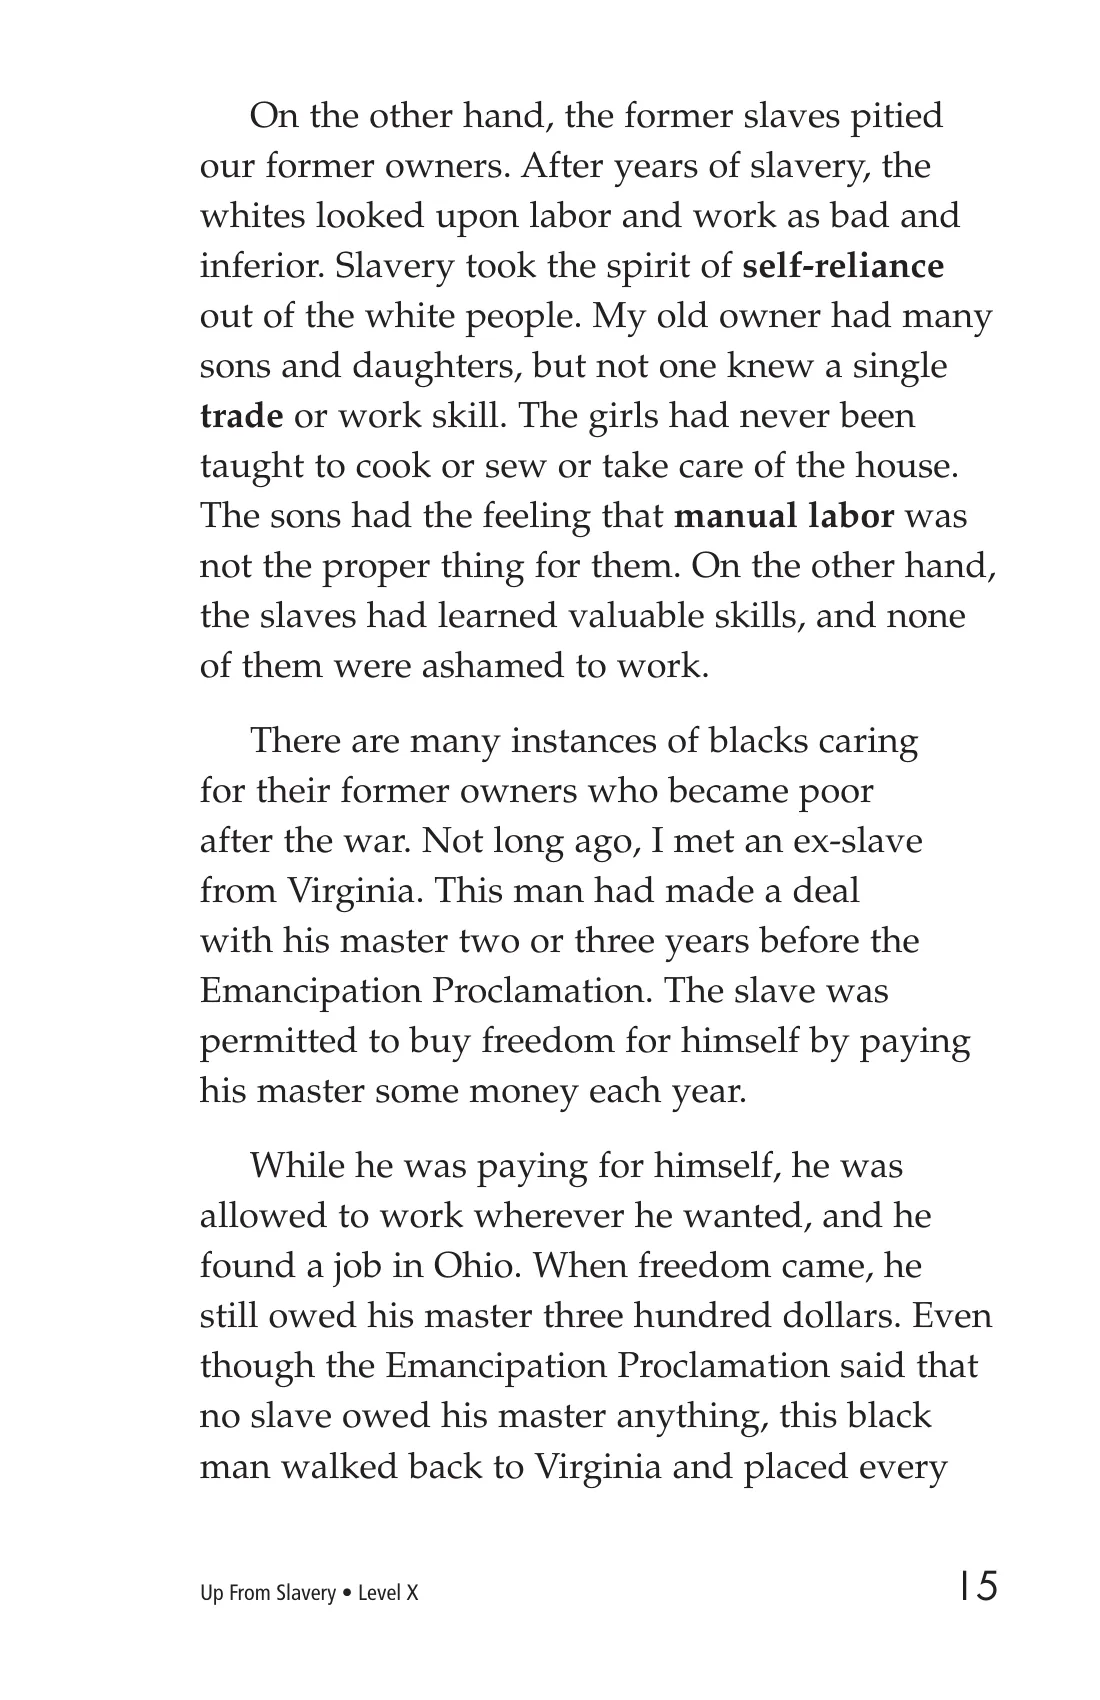 On the other hand, the former slaves pitied
our former owners. After years of slavery, the
whites looked upon labor and work as bad and
inferior. Slavery took the spirit of self-reliance
out of the white people. My old owner had many
sons and daughters, but not one knew a single
trade or work skill. The girls had never been
taught to cook or sew or take care of the house.
The sons had the feeling that manual labor was
not the proper thing for them. On the other hand,
the slaves had learned valuable skills, and none
of them were ashamed to work.
There are many instances of blacks caring
for their former owners who became poor
after the war. Not long ago, I met an ex-slave
from Virginia. This man had made a deal
with his master two or three years before the
Emancipation Proclamation. The slave was
permitted to buy freedom for himself by paying
his master some money each year.
While he was paying for himself, he was
allowed to work wherever he wanted, and he
found a job in Ohio. When freedom came, he
still owed his master three hundred dollars. Even
though the Emancipation Proclamation said that
no slave owed his master anything, this black
man walked back to Virginia and placed every
Up From Slavery • Level X 15